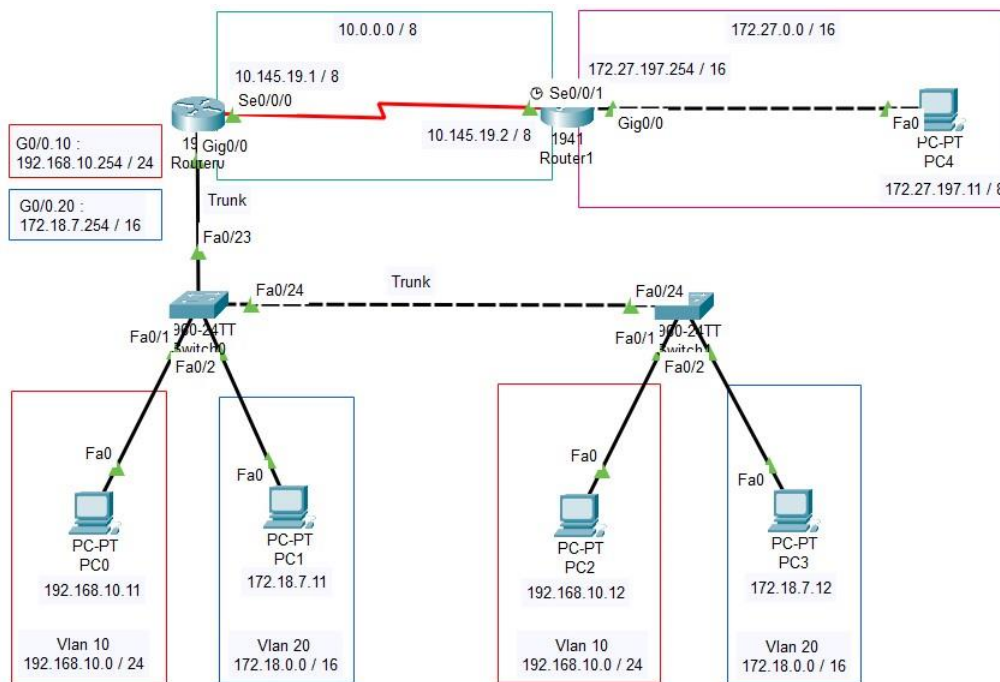 10.0.0.0 / 8
172.27.0.0 / 16
10.145.19.1 / 8
172.27.197.254 / 16
Se0/0/0
Se0/0/1
G0/0.10 :
192.168.10.254 / 24
Gig0/0
10.145.19.2 / 8
1941
Router1
Gig0/0
Fa0
PC-PT
PC4
172.27.197.11 / 8
G0/0.20 :
172.18.7.254 / 16
Trunk
Fa0/23
Fa0/24
Trunk
Fa0/24
Fa0/1
Fa0/2
Fa0/1
Fa0/2
Fa0
Fa0
Fa0
Fa0
PC-PT
PC0
192.168.10.11
PC-PT
PC1
172.18.7.11
PC-PT
PC2
192.168.10.12
PC-PT
PC3
172.18.7.12
Vlan 10
192.168.10.0 / 24
Vlan 20
172.18.0.0 / 16
Vlan 10
192.168.10.0 / 24
Vlan 20
172.18.0.0 / 16